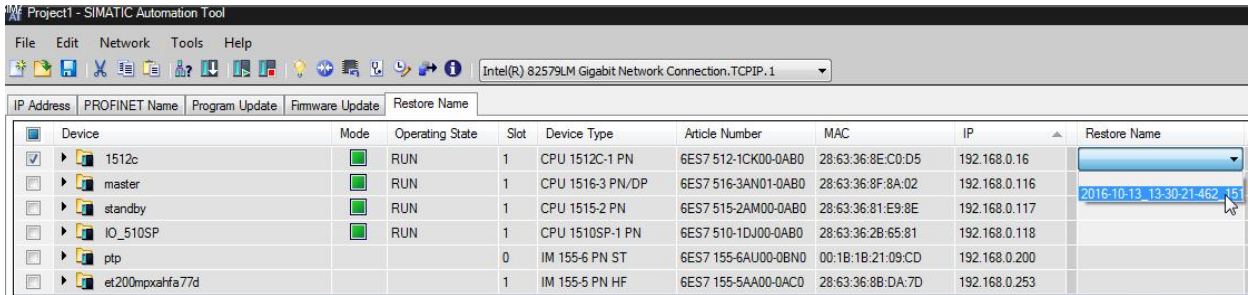 Project1 - SIMATIC Automation Tool
File Edit Network Tools Help
Intel(R) 82579LM Gigabit Network Connection.TCPIP.1
IP Address PROFINET Name Program Update Firmware Update Restore Name
Device Mode Operating State Slot Device Type Article Number MAC IP Restore Name
1512c RUN 1 CPU 1512C-1 PN 6ES7 512-1CK00-0AB0 28:63:36:8E:C0:D5 192.168.0.16
master RUN 1 CPU 1516-3 PN/DP 6ES7 516-3AN01-0AB0 28:63:36:8F:8A:02 192.168.0.116
2016-10-13_13-30-21-462_151
standby RUN 1 CPU 1515-2 PN 6ES7 515-2AM00-0AB0 28:63:36:81:E9:8E 192.168.0.117
IO_510SP RUN 1 CPU 1510SP-1 PN 6ES7 510-1DJ00-0AB0 28:63:36:2B:65:81 192.168.0.118
ptp 0 IM 155-6 PN ST 6ES7 155-6AU00-0BN0 00:1B:1B:21:09:CD 192.168.0.200
et200mpxahfa77d 1 IM 155-5 PN HF 6ES7 155-5AA00-0AC0 28:63:36:8B:DA:7D 192.168.0.253